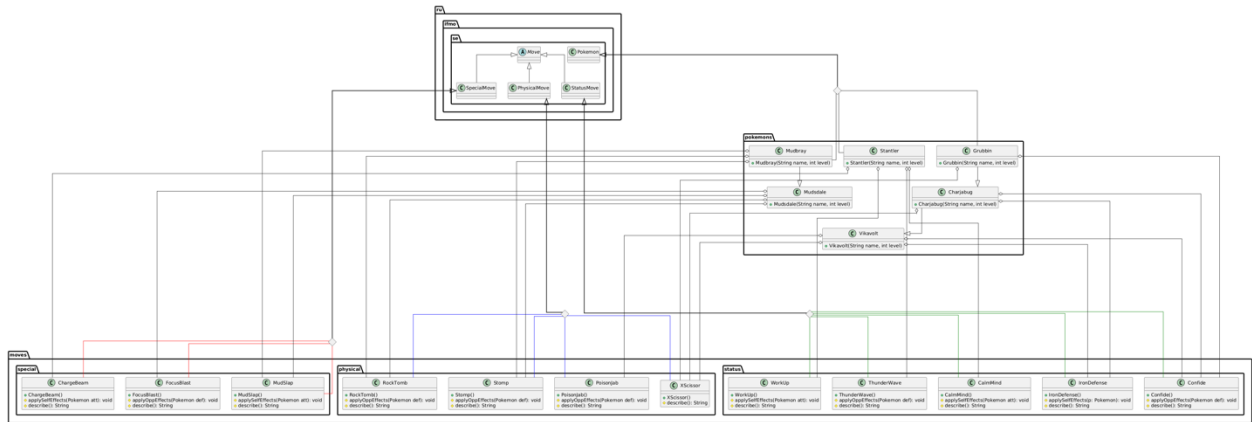 ru
ifmo
se
A Move
C Pokemon
C SpecialMove
C PhysicalMove
C StatusMove
pokemons
C Mudbray
Mudbray(String name, int level)
C Stantler
Stantler(String name, int level)
C Grubbin
Grubbin(String name, int level)
C Mudsdale
Mudsdale(String name, int level)
C Charjabug
Charjabug(String name, int level)
C Vikavolt
Vikavolt(String name, int level)
moves
special
C ChargeBeam
ChargeBeam()
applySelfEffects(Pokemon att): void
describe(): String
C FocusBlast
FocusBlast()
applyOppEffects(Pokemon def): void
describe(): String
C MudSlap
MudSlap()
applyOppEffects(Pokemon att): void
describe(): String
physical
C RockTomb
RockTomb()
applyOppEffects(Pokemon def): void
describe(): String
C Stomp
Stomp()
applyOppEffects(Pokemon def): void
describe(): String
C PoisonJab
PoisonJab()
applyOppEffects(Pokemon def): void
describe(): String
C XScissor
XScissor()
describe(): String
status
C WorkUp
WorkUp()
applySelfEffects(Pokemon att): void
describe(): String
C ThunderWave
ThunderWave()
applyOppEffects(Pokemon def): void
describe(): String
C CalmMind
CalmMind()
applySelfEffects(Pokemon att): void
describe(): String
C IronDefense
IronDefense()
applySelfEffects(p: Pokemon): void
describe(): String
C Confide
Confide()
applyOppEffects(Pokemon def): void
describe(): String